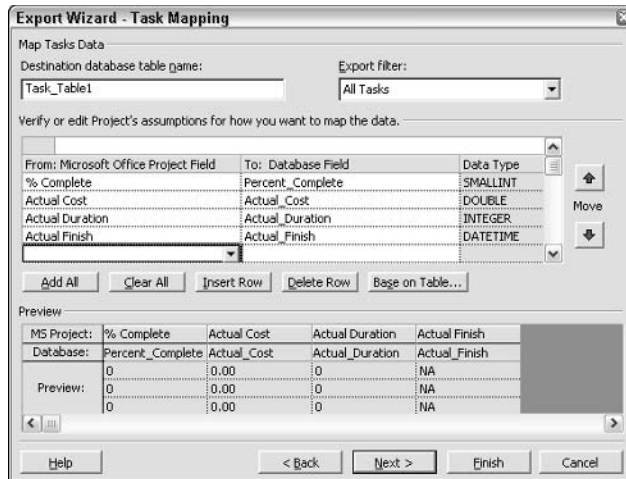 Export Wizard - Task Mapping
Map Tasks Data
Destination database table name: Export filter:
Task_Table1 All Tasks
Verify or edit Project's assumptions for how you want to map the data.
From: Microsoft Office Project Field To: Database Field Data Type
% Complete Percent_Complete SMALLINT
Actual Cost Actual_Cost DOUBLE
Move
Actual Duration Actual_Duration INTEGER
Actual Finish Actual_Finish DATETIME
Add All Clear All Insert Row Delete Row Base on Table...
Preview
MS Project: % Complete Actual Cost Actual Duration Actual Finish
Database: Percent_Complete Actual_Cost Actual_Duration Actual_Finish
0 0.00 0 NA
Preview: 0 0.00 0 NA
0 0.00 0 NA
Help < Back Next > Finish Cancel